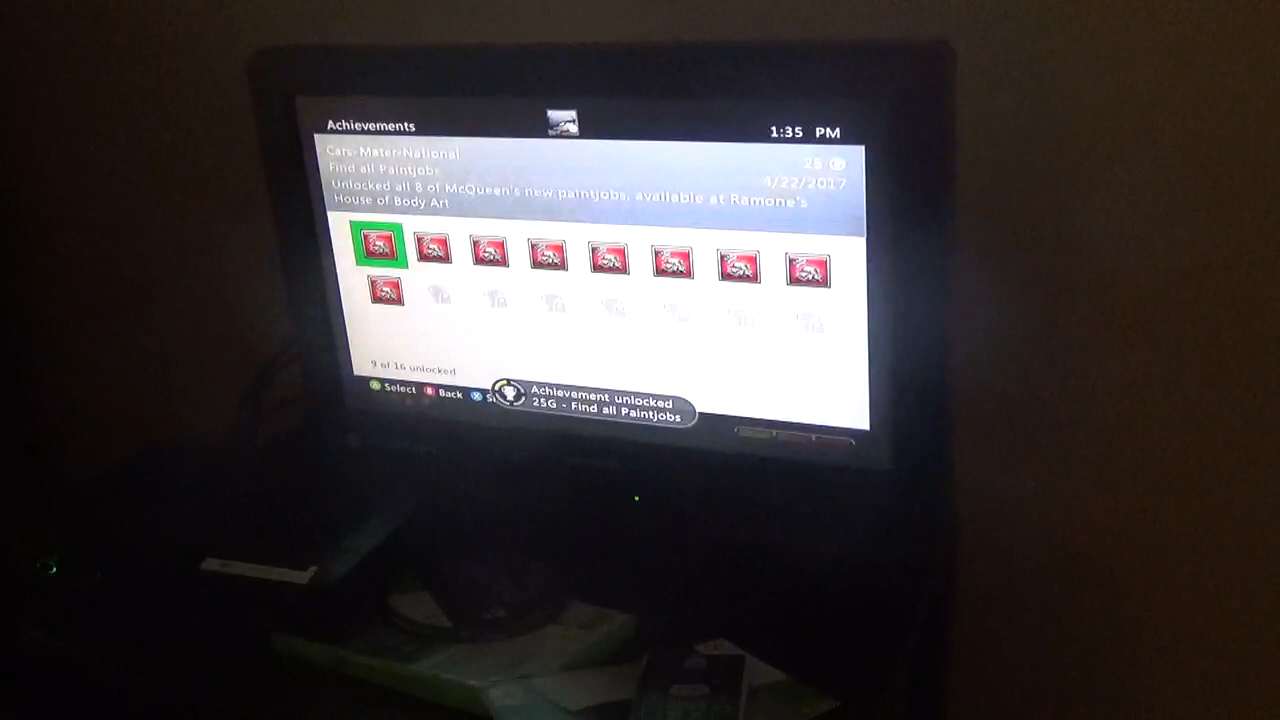 Achievements
1:35 PM
Cars: Mater-National
25 G
Find all Paintjobs
4/22/2017
Unlocked all 8 of McQueen's new paintjobs, available at Ramone's
House of Body Art
9 of 16 unlocked
A Select B Back X S
Achievement unlocked
25G - Find all Paintjobs